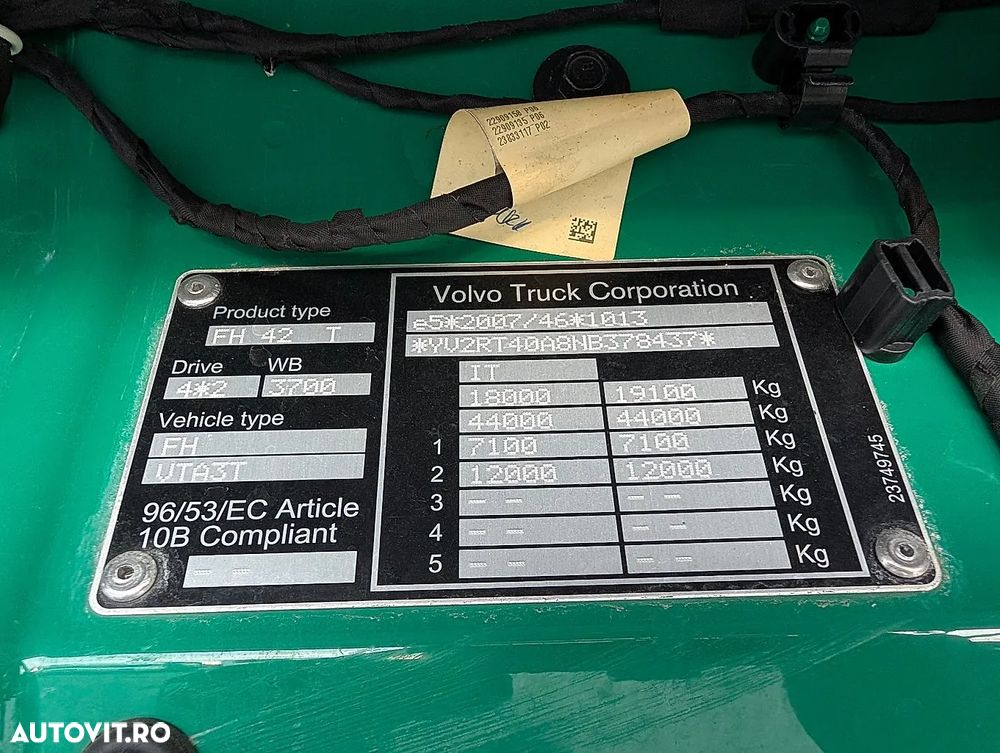 22909150 P06
22909135 P06
23833117 P02
Volvo Truck Corporation
Product type
FH 42 T
Drive WB
4*2 3700
Vehicle type
FH
VTA3T
96/53/EC Article
10B Compliant
-- --
e5*2007/46*1013
*YV2RT40A8NB378437*
IT
18000 19100 Kg
44000 44000 Kg
1 7100 7100 Kg
2 12000 12000 Kg
3 -- -- -- -- Kg
4 -- -- -- -- Kg
5 -- -- -- -- Kg
23749745
AUTOVIT.RO